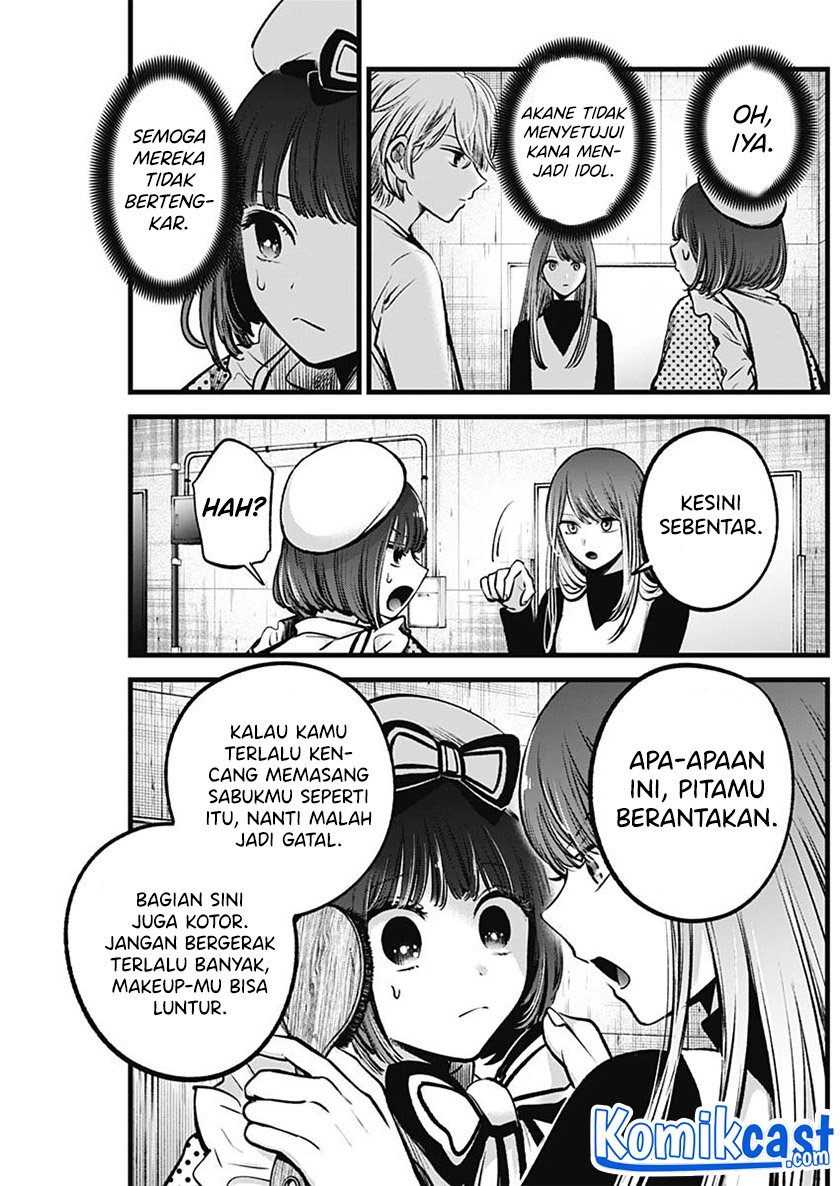 OH,
IYA.
AKANE TIDAK
MENYETUJUI
KANA MEN-
JADI IDOL.
SEMOGA
MEREKA
TIDAK
BERTENG-
KAR.
KESINI
SEBENTAR.
HAH?
APA-APAAN
INI, PITAMU
BERANTAKAN.
KALAU KAMU
TERLALU KEN-
CANG MEMASANG
SABUKMU SEPERTI
ITU, NANTI MALAH
JADI GATAL.
BAGIAN SINI
JUGA KOTOR.
JANGAN BERGERAK
TERLALU BANYAK,
MAKEUP-MU BISA
LUNTUR.
Komikcast
.com